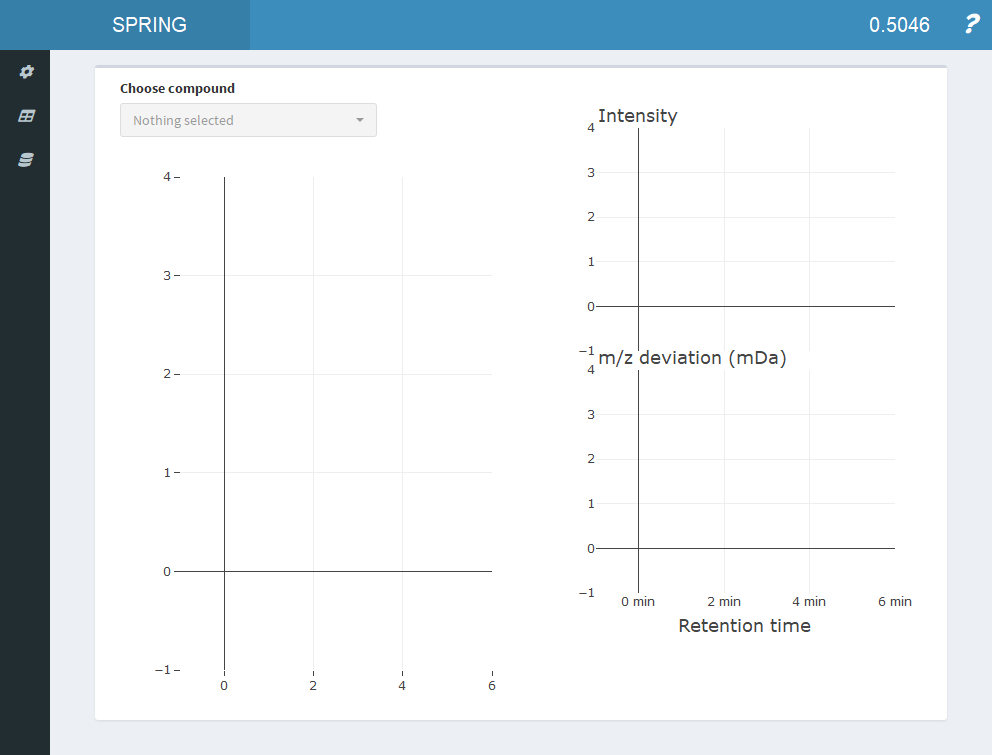 SPRING
0.5046
?
Choose compound
Nothing selected
4
3
2
1
0
−1
0 2 4 6
Intensity
4
3
2
1
0
−1
m/z deviation (mDa)
4
3
2
1
0
−1
0 min 2 min 4 min 6 min
Retention time